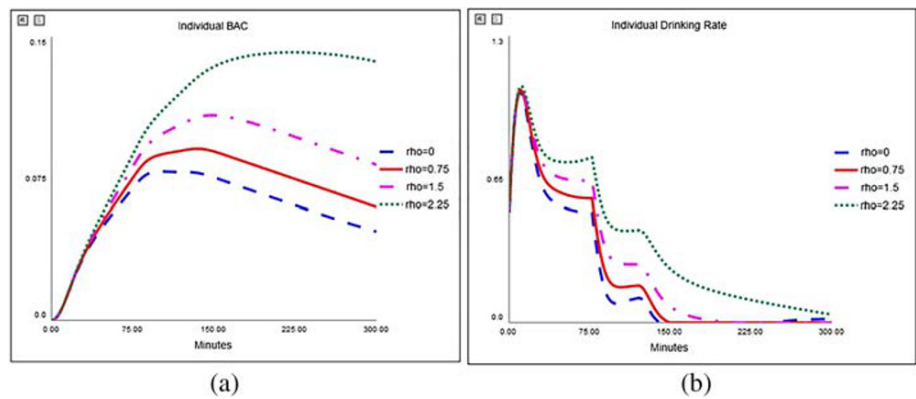 Individual BAC
0.15
0.075
0.0
0.00 75.00 150.00 225.00 300.00
Minutes
rho=0
rho=0.75
rho=1.5
rho=2.25
(a)
Individual Drinking Rate
1.3
0.65
0.0
0.00 75.00 150.00 225.00 300.00
Minutes
rho=0
rho=0.75
rho=1.5
rho=2.25
(b)